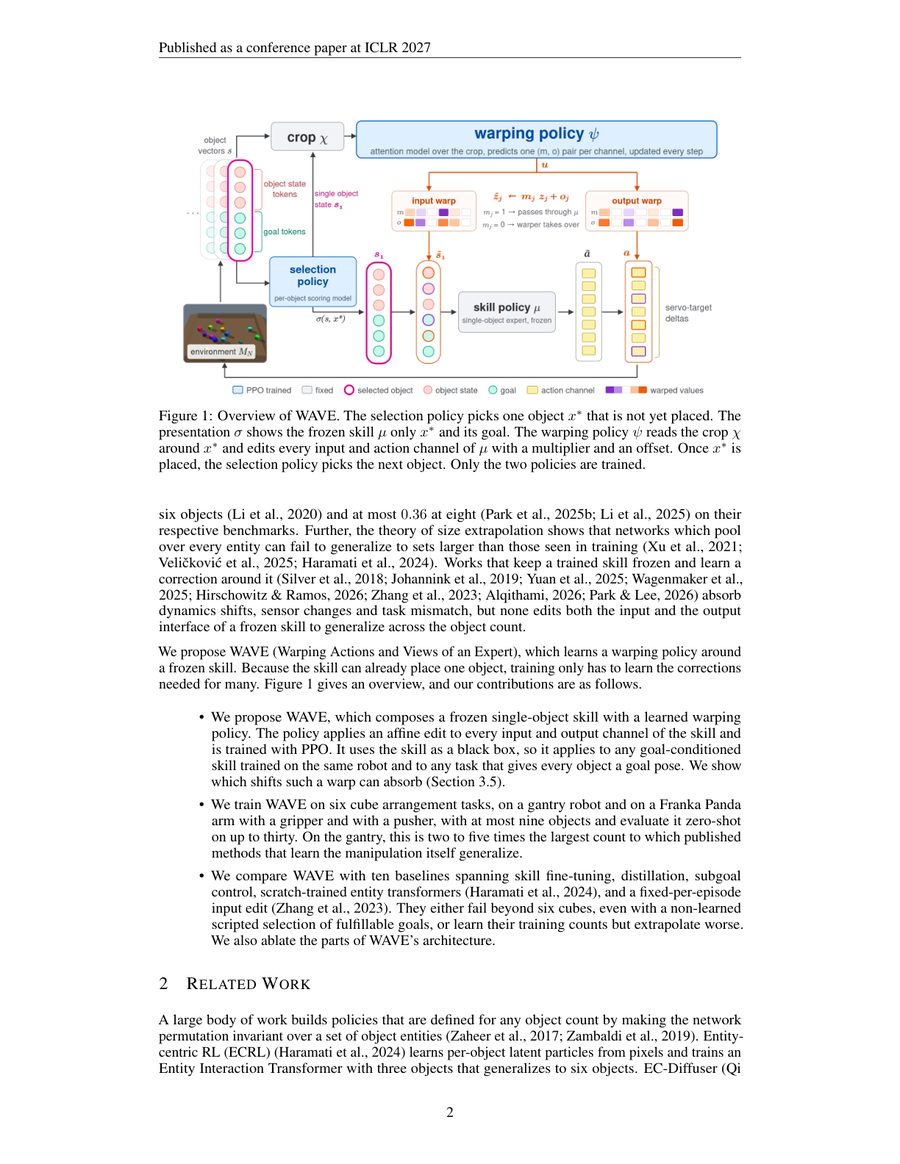 Published as a conference paper at ICLR 2027
object
vectors s
crop χ
warping policy ψ
attention model over the crop, predicts one (m, o) pair per channel, updated every step
u
object state
tokens
single object
state s₁
goal tokens
input warp
m
o
z̃ⱼ ← mⱼ zⱼ + oⱼ
mⱼ = 1 → passes through μ
mⱼ = 0 → warper takes over
output warp
m
o
...
selection
policy
per-object scoring model
σ(s, x*)
s₁
s̃₁
skill policy μ
single-object expert, frozen
ã
a
servo-target
deltas
environment M_N
PPO trained
fixed
selected object
object state
goal
action channel
warped values
Figure 1: Overview of WAVE. The selection policy picks one object x* that is not yet placed. The
presentation σ shows the frozen skill μ only x* and its goal. The warping policy ψ reads the crop χ
around x* and edits every input and action channel of μ with a multiplier and an offset. Once x* is
placed, the selection policy picks the next object. Only the two policies are trained.
six objects (Li et al., 2020) and at most 0.36 at eight (Park et al., 2025b; Li et al., 2025) on their
respective benchmarks. Further, the theory of size extrapolation shows that networks which pool
over every entity can fail to generalize to sets larger than those seen in training (Xu et al., 2021;
Veličković et al., 2025; Haramati et al., 2024). Works that keep a trained skill frozen and learn a
correction around it (Silver et al., 2018; Johannink et al., 2019; Yuan et al., 2025; Wagenmaker et al.,
2025; Hirschowitz & Ramos, 2026; Zhang et al., 2023; Alqithami, 2026; Park & Lee, 2026) absorb
dynamics shifts, sensor changes and task mismatch, but none edits both the input and the output
interface of a frozen skill to generalize across the object count.
We propose WAVE (Warping Actions and Views of an Expert), which learns a warping policy around
a frozen skill. Because the skill can already place one object, training only has to learn the corrections
needed for many. Figure 1 gives an overview, and our contributions are as follows.
• We propose WAVE, which composes a frozen single-object skill with a learned warping
policy. The policy applies an affine edit to every input and output channel of the skill and
is trained with PPO. It uses the skill as a black box, so it applies to any goal-conditioned
skill trained on the same robot and to any task that gives every object a goal pose. We show
which shifts such a warp can absorb (Section 3.5).
• We train WAVE on six cube arrangement tasks, on a gantry robot and on a Franka Panda
arm with a gripper and with a pusher, with at most nine objects and evaluate it zero-shot
on up to thirty. On the gantry, this is two to five times the largest count to which published
methods that learn the manipulation itself generalize.
• We compare WAVE with ten baselines spanning skill fine-tuning, distillation, subgoal
control, scratch-trained entity transformers (Haramati et al., 2024), and a fixed-per-episode
input edit (Zhang et al., 2023). They either fail beyond six cubes, even with a non-learned
scripted selection of fulfillable goals, or learn their training counts but extrapolate worse.
We also ablate the parts of WAVE's architecture.
2 RELATED WORK
A large body of work builds policies that are defined for any object count by making the network
permutation invariant over a set of object entities (Zaheer et al., 2017; Zambaldi et al., 2019). Entity-
centric RL (ECRL) (Haramati et al., 2024) learns per-object latent particles from pixels and trains an
Entity Interaction Transformer with three objects that generalizes to six objects. EC-Diffuser (Qi
2